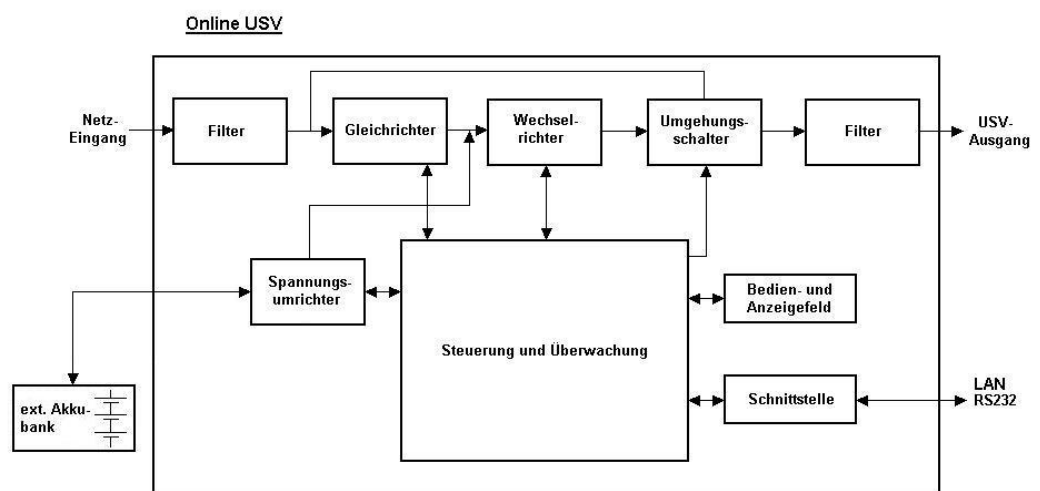 Online USV
Netz-
Eingang
Filter
Gleichrichter
Wechsel-
richter
Umgehungs-
schalter
Filter
USV-
Ausgang
Spannungs-
umrichter
Steuerung und Überwachung
Bedien- und
Anzeigefeld
ext. Akku-
bank
Schnittstelle
LAN
RS232